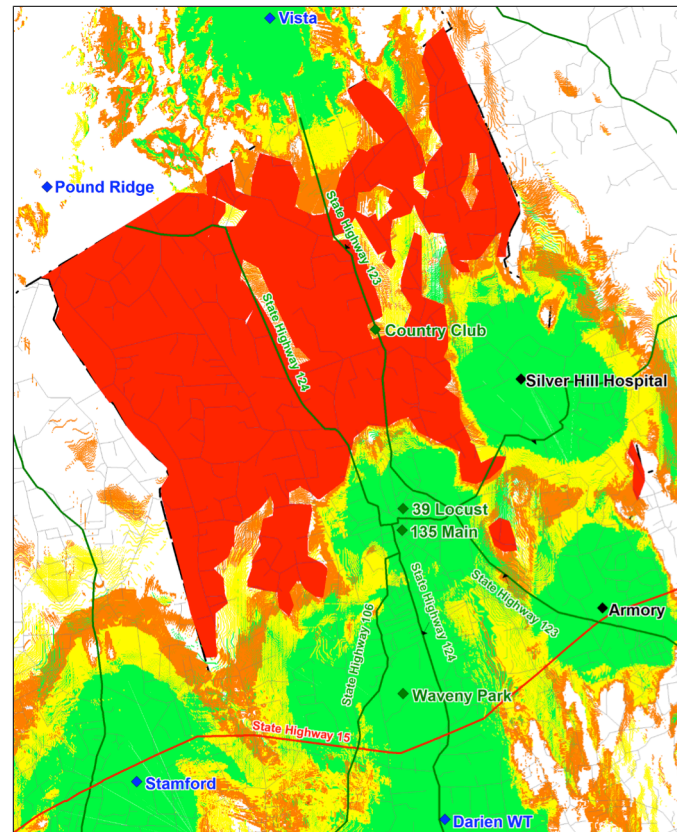 Vista
Pound Ridge
State Highway 123
State Highway 124
Country Club
Silver Hill Hospital
39 Locust
135 Main
State Highway 123
Armory
State Highway 106
State Highway 124
Waveny Park
State Highway 15
Stamford
Darien WT